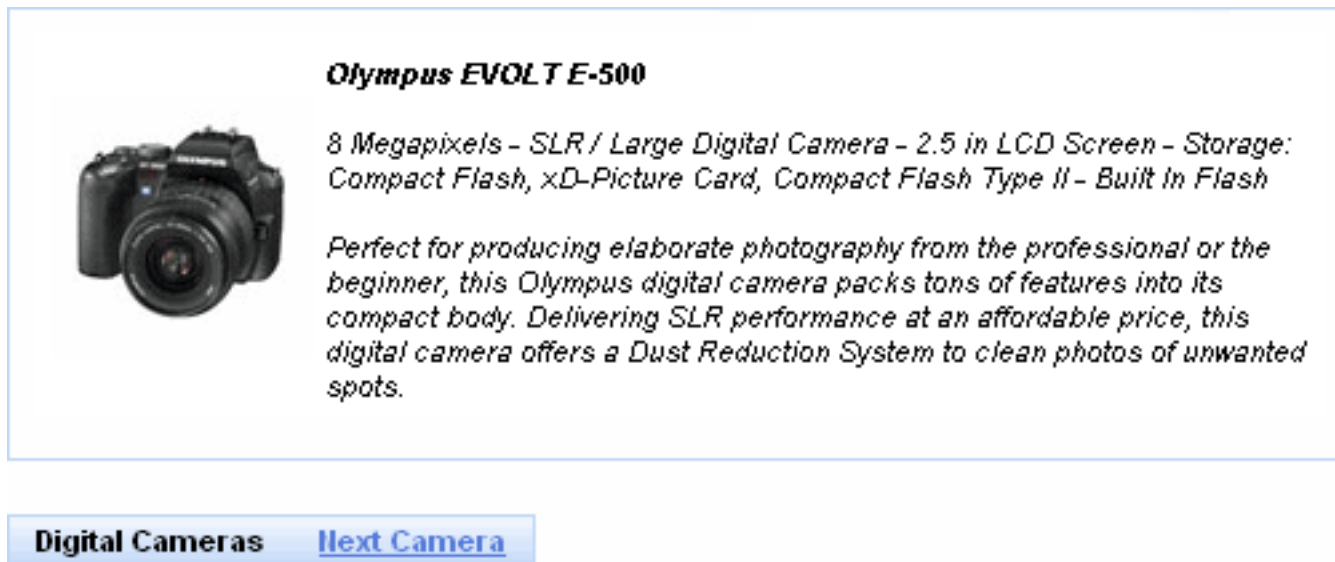 Olympus EVOLT E-500
8 Megapixels - SLR / Large Digital Camera - 2.5 in LCD Screen - Storage:
Compact Flash, xD-Picture Card, Compact Flash Type II - Built In Flash
Perfect for producing elaborate photography from the professional or the
beginner, this Olympus digital camera packs tons of features into its
compact body. Delivering SLR performance at an affordable price, this
digital camera offers a Dust Reduction System to clean photos of unwanted
spots.
OLYMPUS
Digital Cameras Next Camera